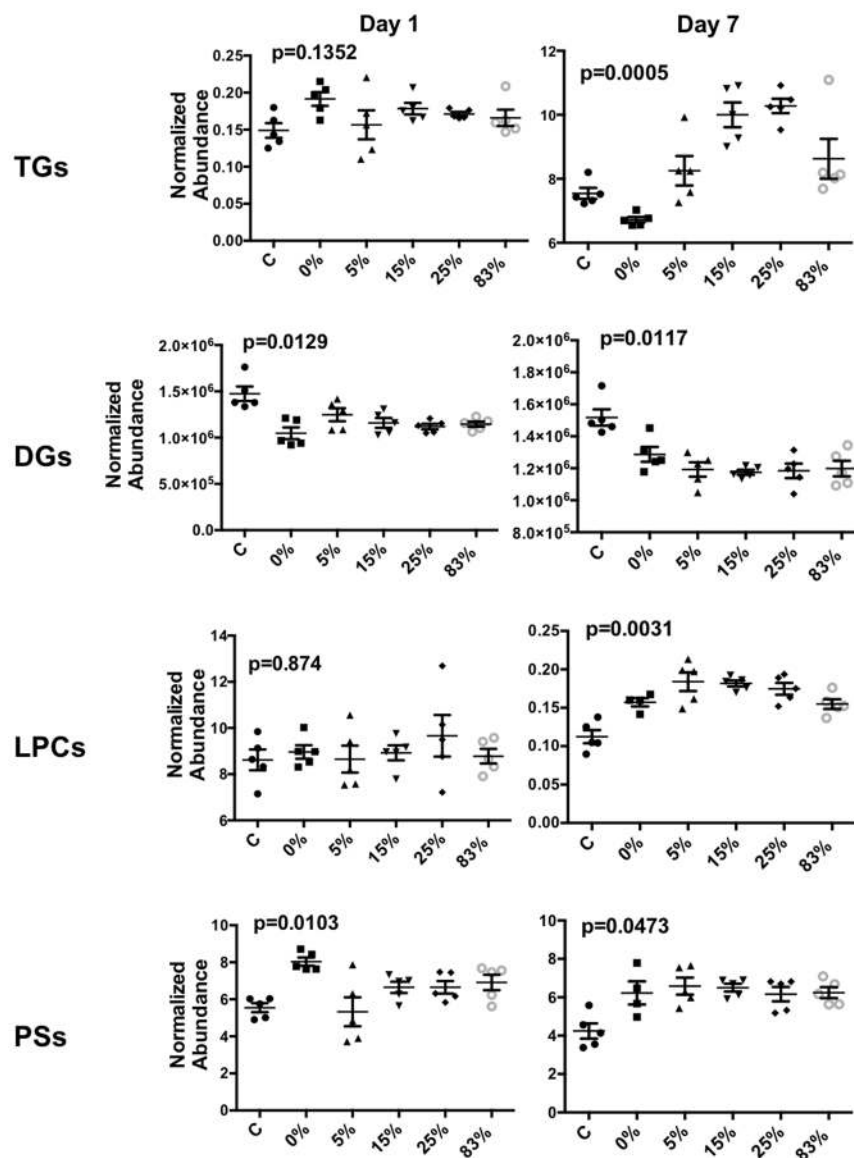 Day 1
Day 7
TGs
Normalized
Abundance
p=0.1352
0.25
0.20
0.15
0.10
0.05
0.00
C
0%
5%
15%
25%
83%
p=0.0005
12
10
8
6
C
0%
5%
15%
25%
83%
DGs
Normalized
Abundance
p=0.0129
2.0×10⁶
1.5×10⁶
1.0×10⁶
5.0×10⁵
0.0
C
0%
5%
15%
25%
83%
p=0.0117
2.0×10⁶
1.8×10⁶
1.6×10⁶
1.4×10⁶
1.2×10⁶
1.0×10⁶
8.0×10⁵
C
0%
5%
15%
25%
83%
LPCs
Normalized
Abundance
p=0.874
14
12
10
8
6
C
0%
5%
15%
25%
83%
p=0.0031
0.25
0.20
0.15
0.10
0.05
0.00
C
0%
5%
15%
25%
83%
PSs
Normalized
Abundance
p=0.0103
10
8
6
4
2
0
C
0%
5%
15%
25%
83%
p=0.0473
10
8
6
4
2
0
C
0%
5%
15%
25%
83%